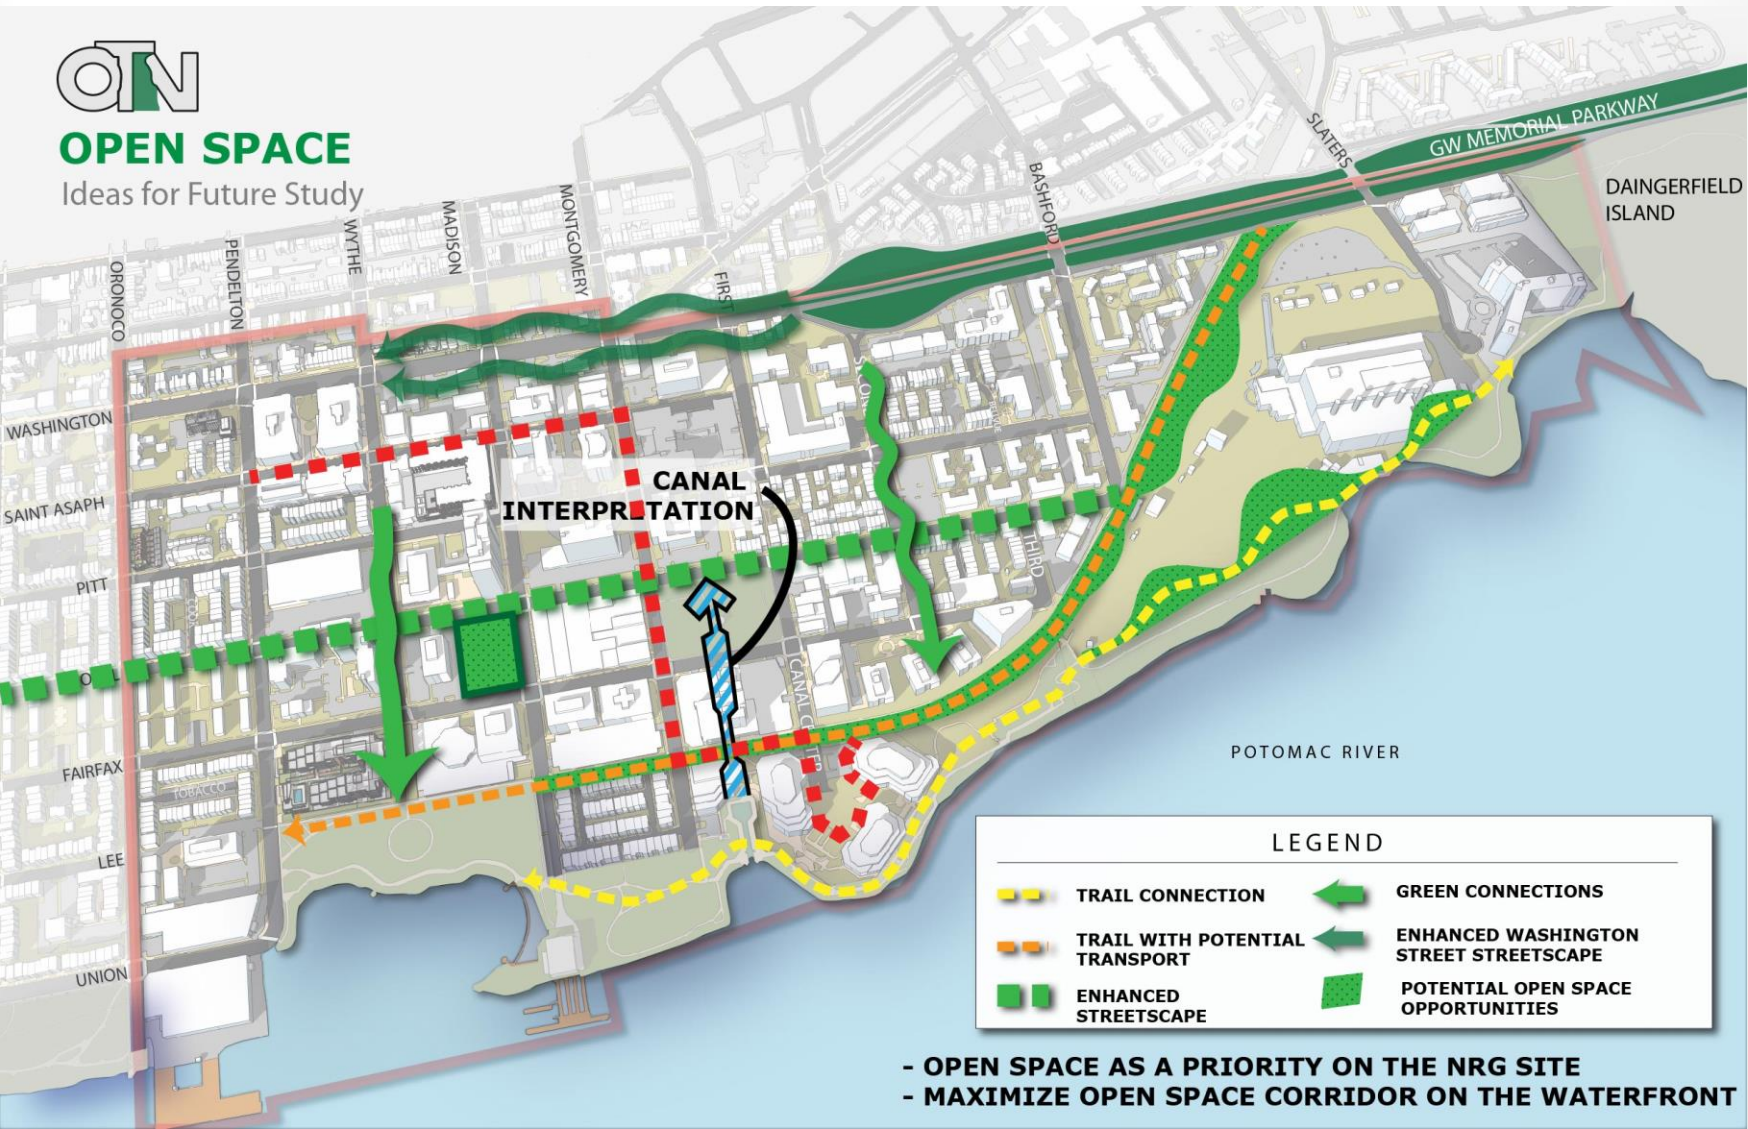 OTN
OPEN SPACE
Ideas for Future Study
ORONOCO
PENDELTON
WYTHE
MADISON
MONTGOMERY
FIRST
BASHFORD
SLATERS
GW MEMORIAL PARKWAY
DAINGERFIELD
ISLAND
WASHINGTON
SAINT ASAPH
PITT
FAIRFAX
TOBACCO
LEE
UNION
CANAL
INTERPRETATION
THIRD
POTOMAC RIVER
LEGEND
TRAIL CONNECTION
TRAIL WITH POTENTIAL
TRANSPORT
ENHANCED
STREETSCAPE
GREEN CONNECTIONS
ENHANCED WASHINGTON
STREET STREETSCAPE
POTENTIAL OPEN SPACE
OPPORTUNITIES
- OPEN SPACE AS A PRIORITY ON THE NRG SITE
- MAXIMIZE OPEN SPACE CORRIDOR ON THE WATERFRONT